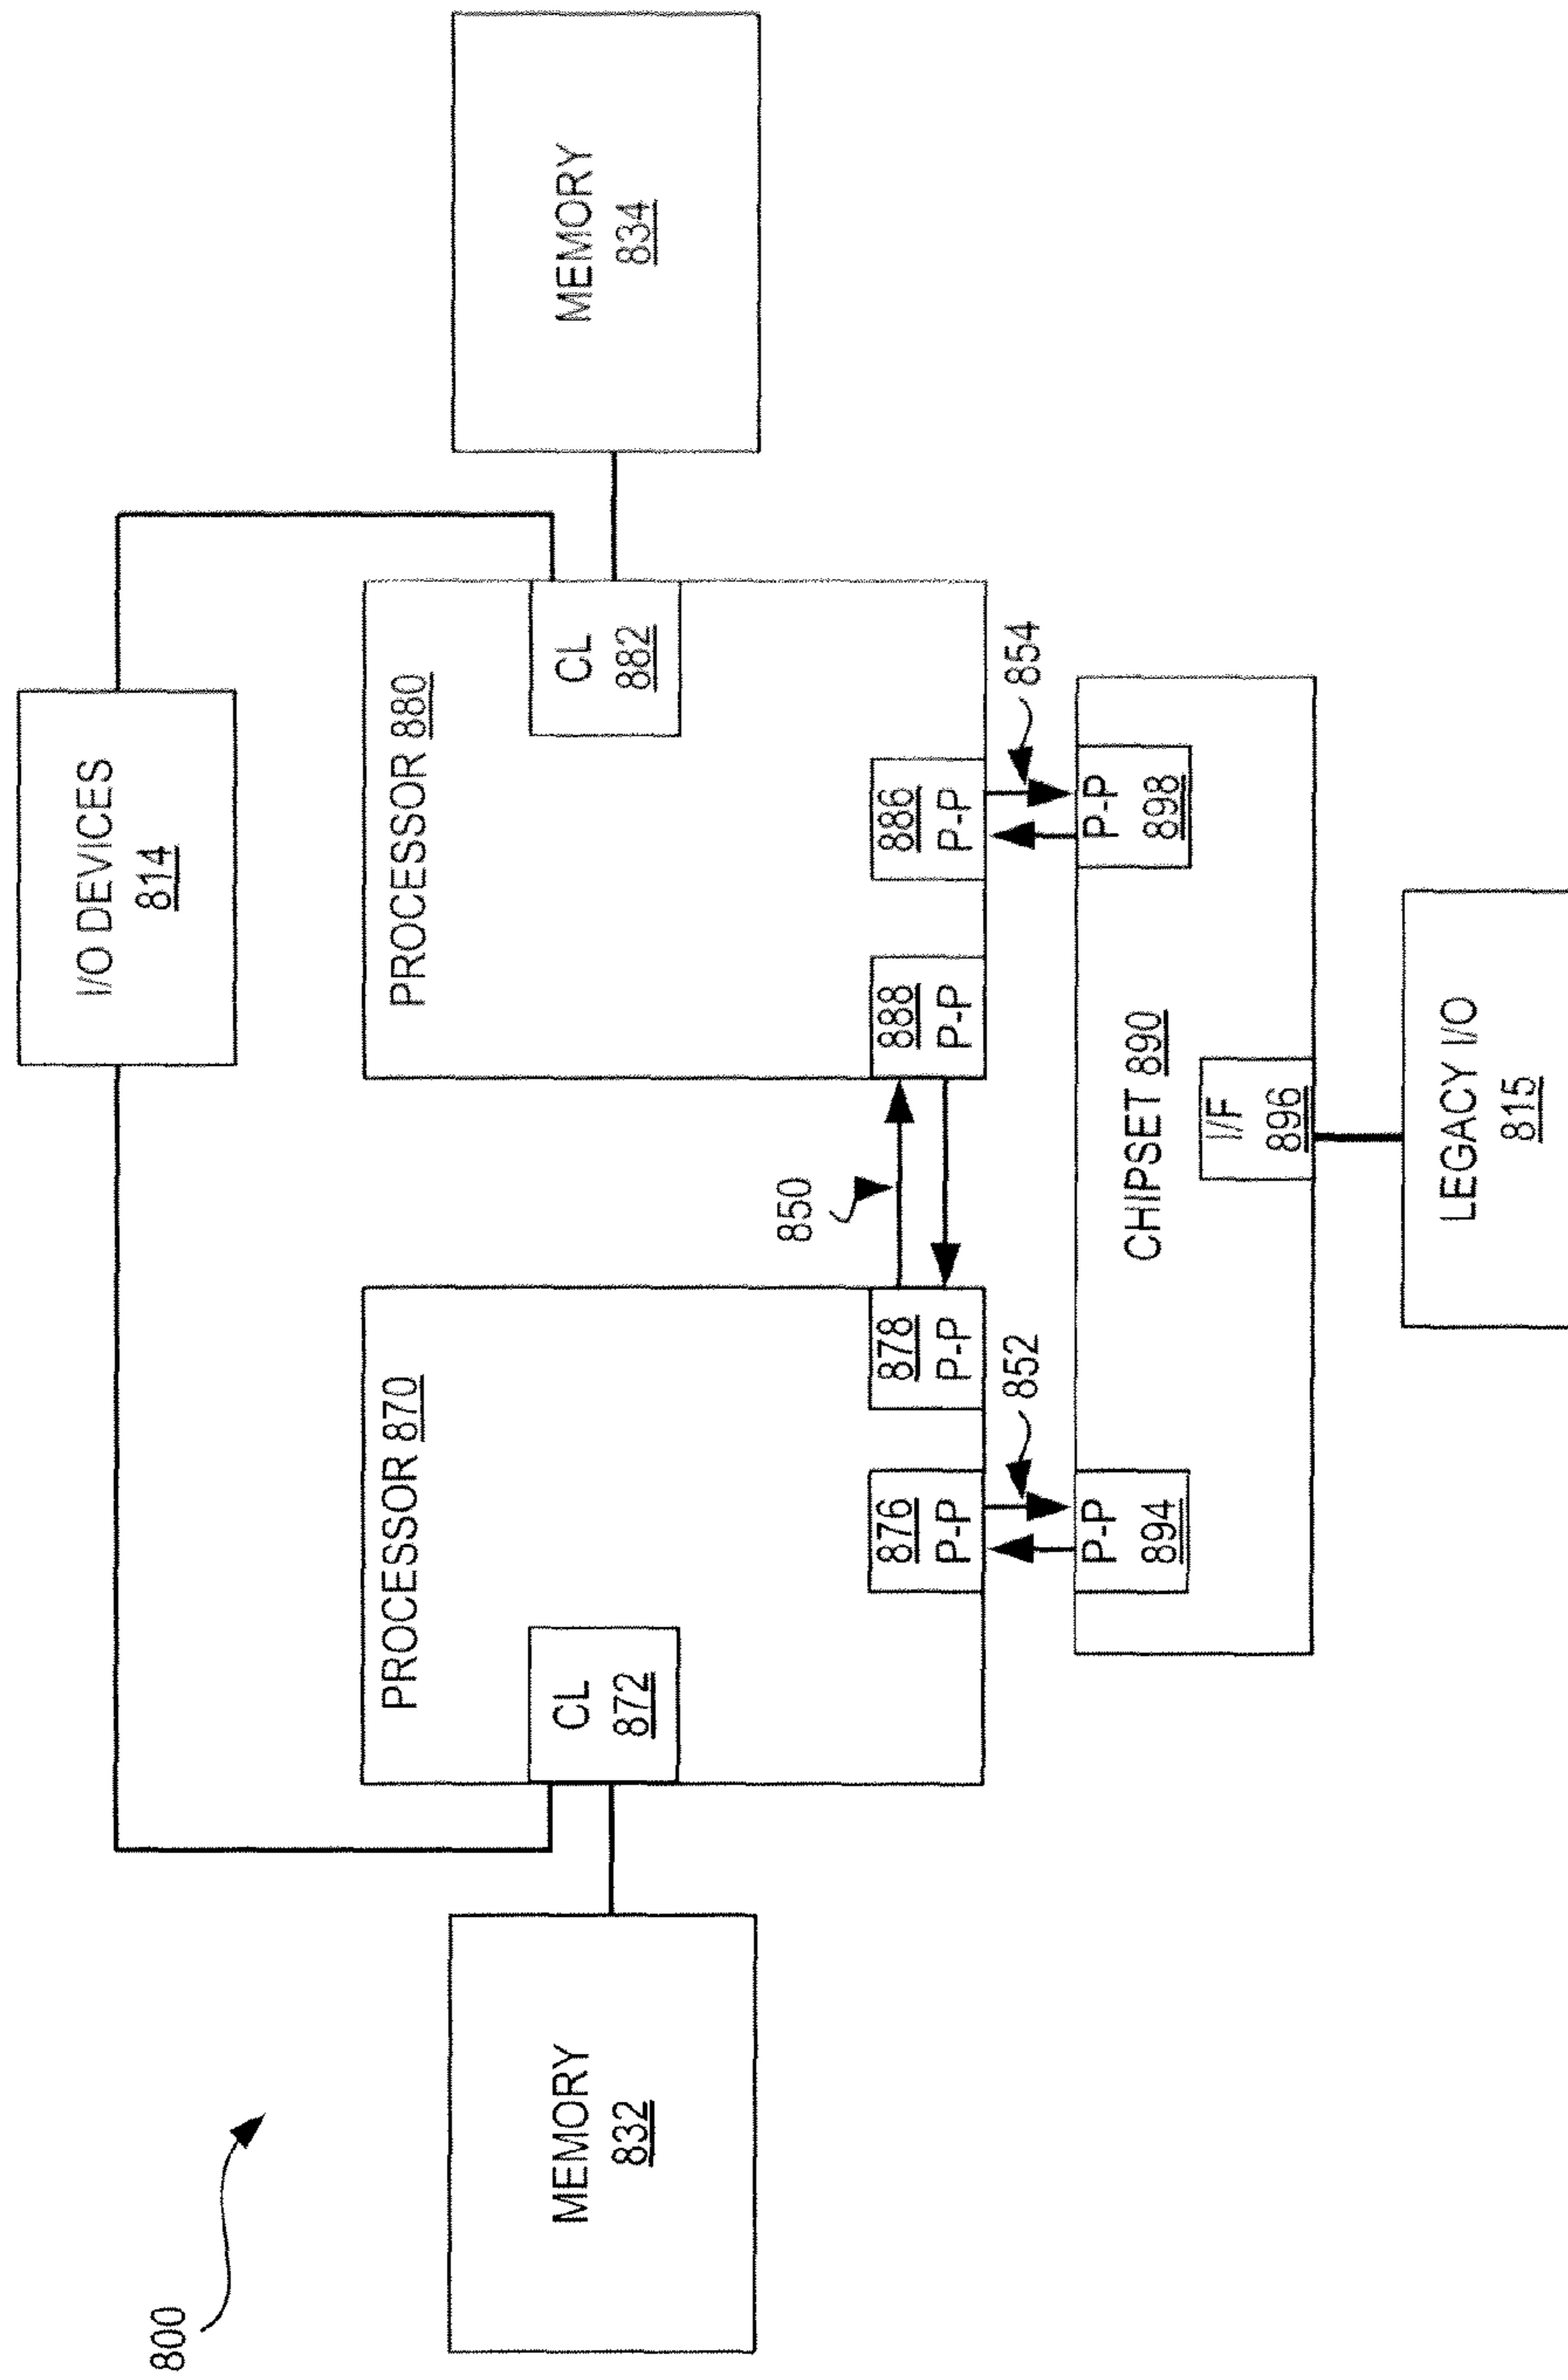 800
I/O DEVICES
814
MEMORY
832
PROCESSOR 870
CL
872
876
P-P
878
P-P
850
PROCESSOR 880
CL
882
888
P-P
886
P-P
MEMORY
834
852
854
P-P
894
CHIPSET 890
P-P
898
I/F
896
LEGACY I/O
815